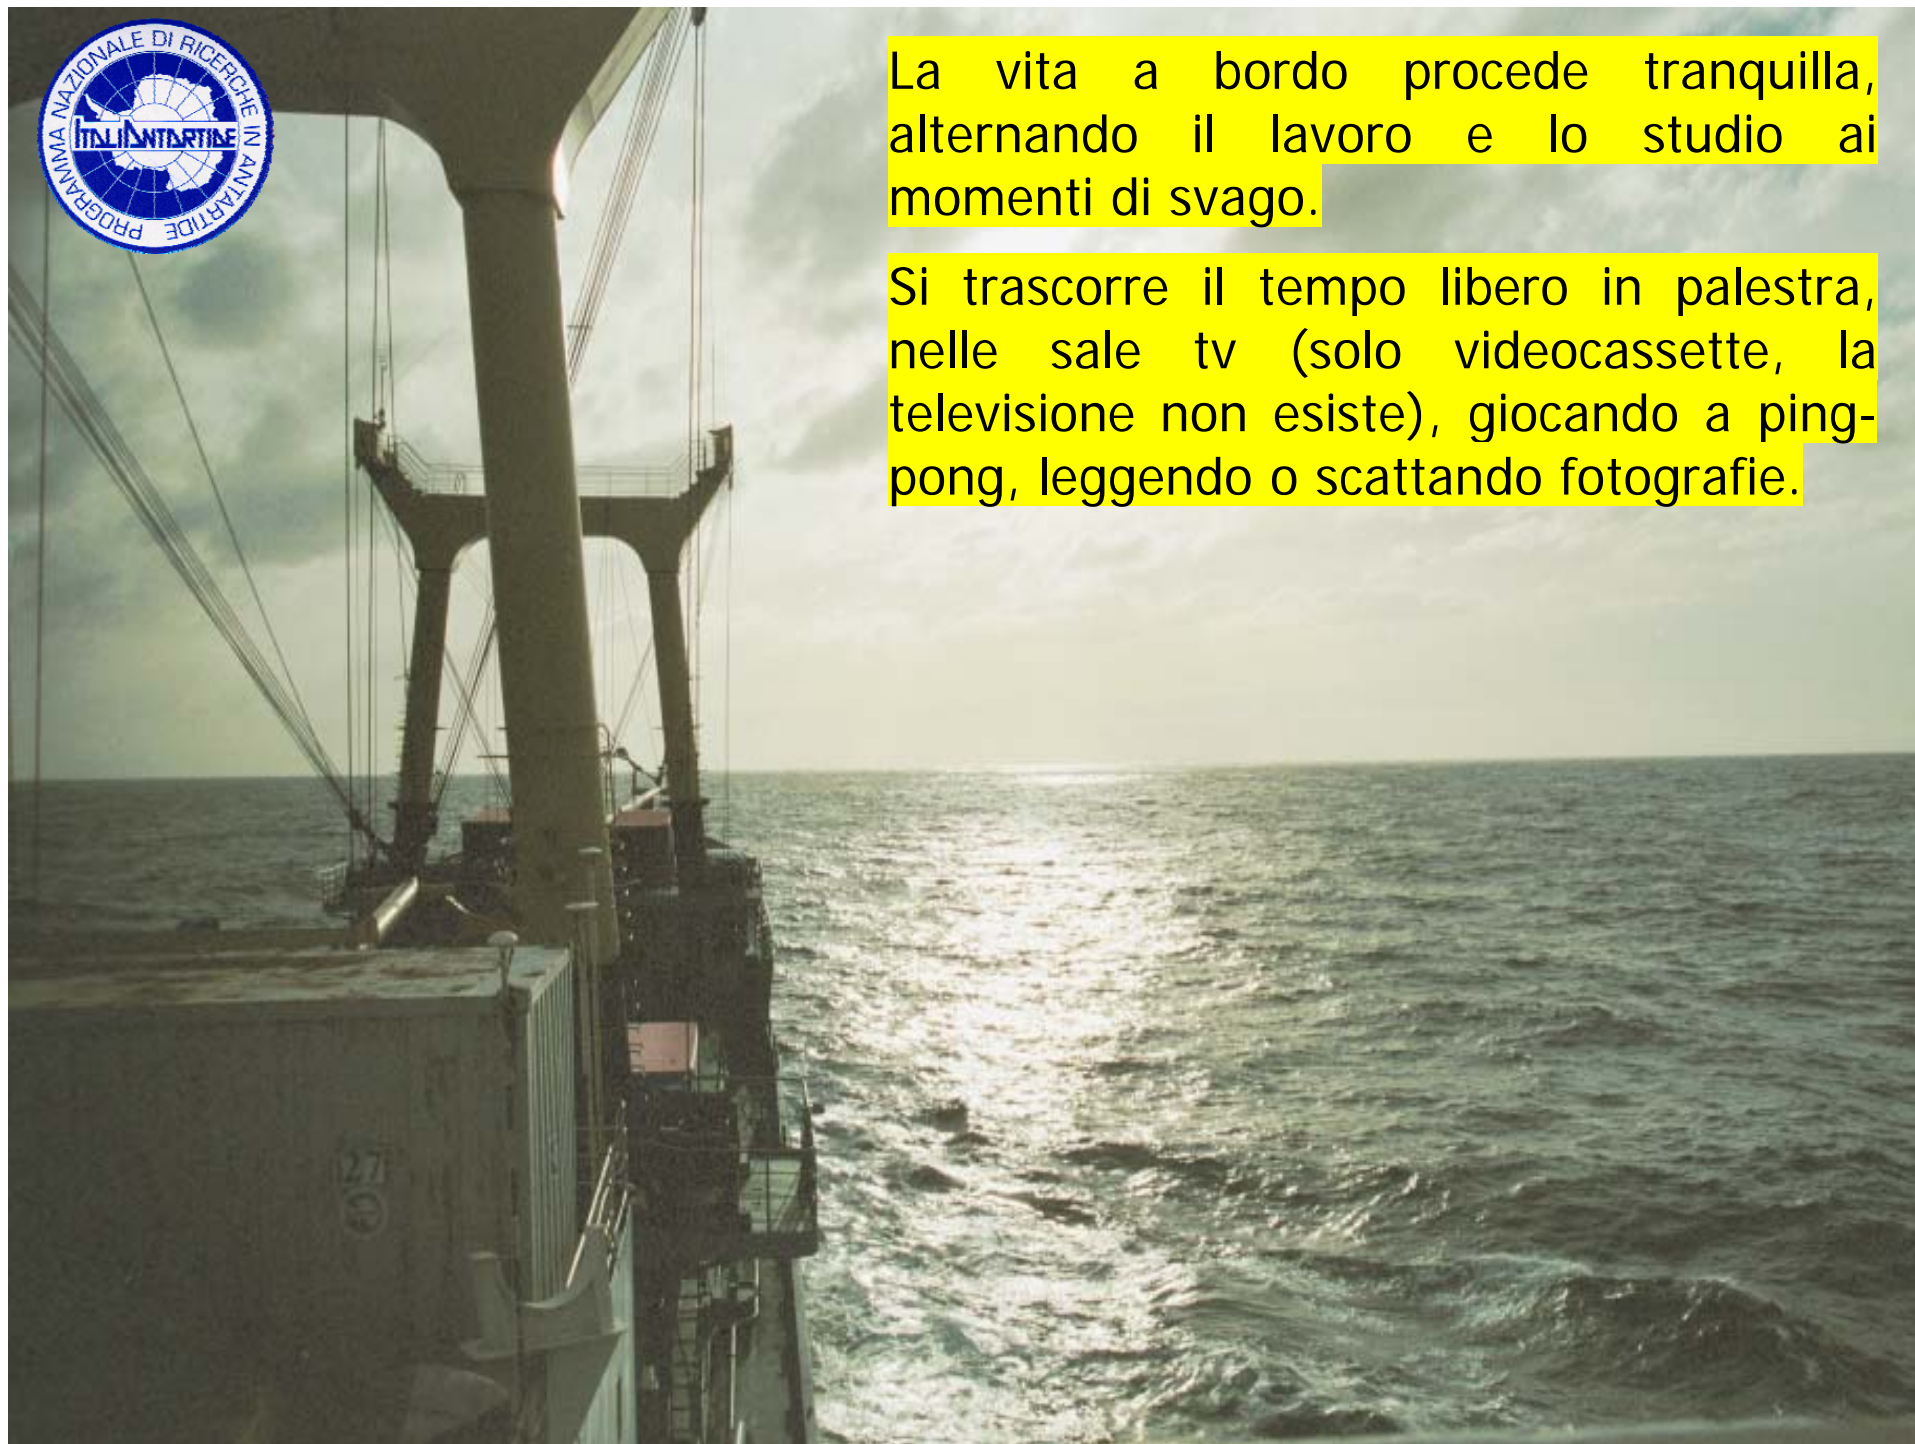 PROGRAMMA NAZIONALE DI RICERCHE IN ANTARTIDE
ITALIANTARTIDE
La vita a bordo procede tranquilla,
alternando il lavoro e lo studio ai
momenti di svago.
Si trascorre il tempo libero in palestra,
nelle sale tv (solo videocassette, la
televisione non esiste), giocando a ping-
pong, leggendo o scattando fotografie.
27